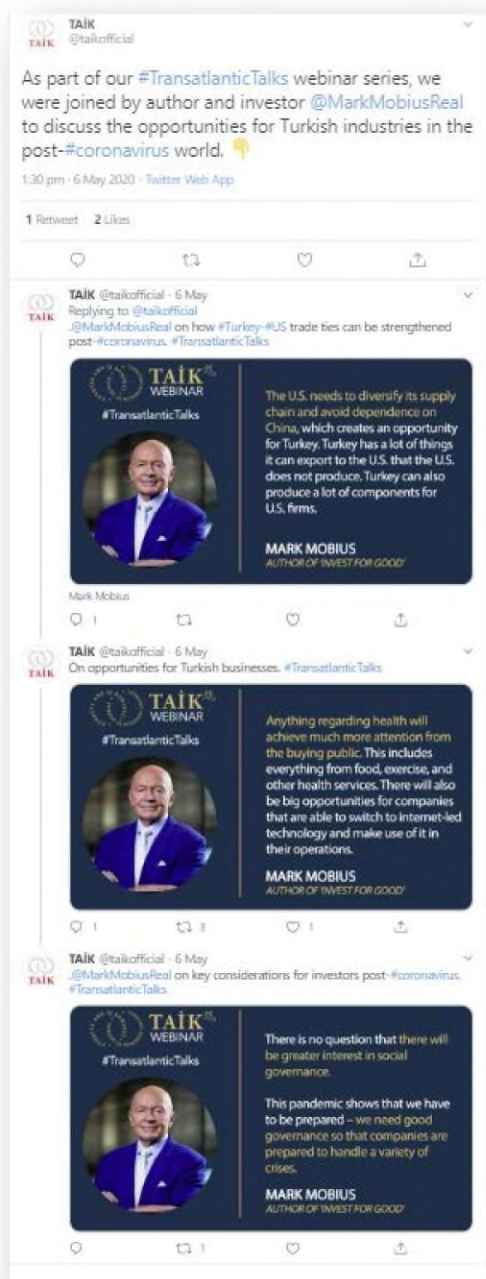 TAİK
@taikofficial
TAİK
As part of our #TransatlanticTalks webinar series, we
were joined by author and investor @MarkMobiusReal
to discuss the opportunities for Turkish industries in the
post-#coronavirus world. 👇
1:30 pm · 6 May 2020 · Twitter Web App
1 Retweet 2 Likes
TAİK @taikofficial · 6 May
TAİK
Replying to @taikofficial
.@MarkMobiusReal on how #Turkey-#US trade ties can be strengthened
post-#coronavirus. #TransatlanticTalks
TAİK
WEBINAR
#TransatlanticTalks
The U.S. needs to diversify its supply
chain and avoid dependence on
China, which creates an opportunity
for Turkey. Turkey has a lot of things
it can export to the U.S. that the U.S.
does not produce. Turkey can also
produce a lot of components for
U.S. firms.
MARK MOBIUS
AUTHOR OF 'INVEST FOR GOOD'
Mark Mobius
1
TAİK @taikofficial · 6 May
TAİK
On opportunities for Turkish businesses. #TransatlanticTalks
TAİK
WEBINAR
#TransatlanticTalks
Anything regarding health will
achieve much more attention from
the buying public. This includes
everything from food, exercise, and
other health services. There will also
be big opportunities for companies
that are able to switch to internet-led
technology and make use of it in
their operations.
MARK MOBIUS
AUTHOR OF 'INVEST FOR GOOD'
1 3 1
TAİK @taikofficial · 6 May
TAİK
.@MarkMobiusReal on key considerations for investors post-#coronavirus.
#TransatlanticTalks
TAİK
WEBINAR
#TransatlanticTalks
There is no question that there will
be greater interest in social
governance.
This pandemic shows that we have
to be prepared – we need good
governance so that companies are
prepared to handle a variety of
crises.
MARK MOBIUS
AUTHOR OF 'INVEST FOR GOOD'
1